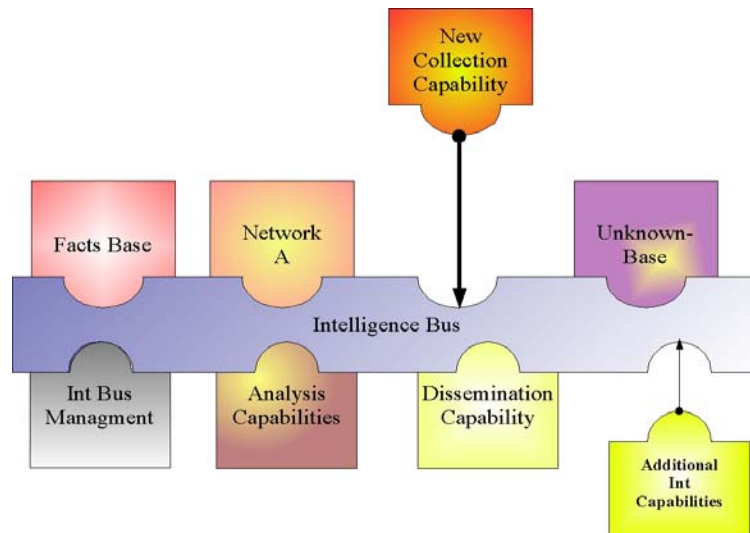 New
Collection
Capability
Facts Base
Network
A
Unknown-
Base
Intelligence Bus
Int Bus
Managment
Analysis
Capabilities
Dissemination
Capability
Additional
Int
Capabilities